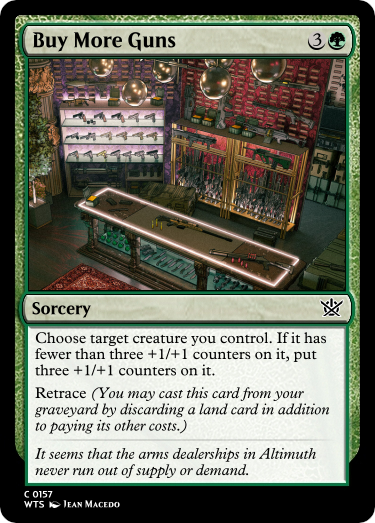 Buy More Guns 3
Sorcery
Choose target creature you control. If it has
fewer than three +1/+1 counters on it, put
three +1/+1 counters on it.
Retrace (You may cast this card from your
graveyard by discarding a land card in addition
to paying its other costs.)
It seems that the arms dealerships in Altimuth
never run out of supply or demand.
C 0157
WTS Jean Macedo